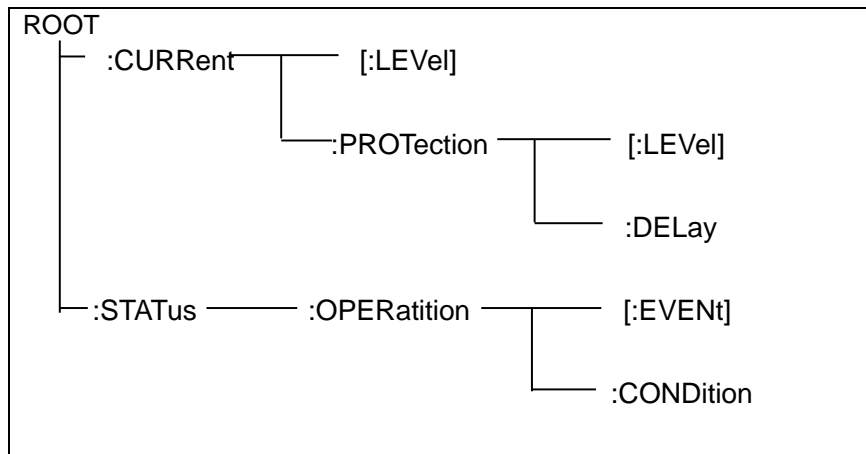 ROOT
:CURRent [:LEVel]
:PROTection [:LEVel]
:DELay
:STATus :OPERatition [:EVENt]
:CONDition